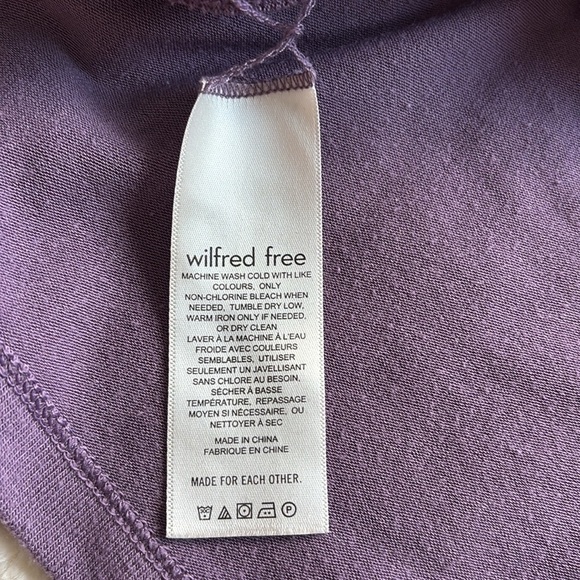 wilfred free
MACHINE WASH COLD WITH LIKE
COLOURS, ONLY
NON-CHLORINE BLEACH WHEN
NEEDED, TUMBLE DRY LOW,
WARM IRON ONLY IF NEEDED,
OR DRY CLEAN
LAVER À LA MACHINE À L'EAU
FROIDE AVEC COULEURS
SEMBLABLES, UTILISER
SEULEMENT UN JAVELLISANT
SANS CHLORE AU BESOIN,
SÉCHER À BASSE
TEMPÉRATURE, REPASSAGE
MOYEN SI NÉCESSAIRE, OU
NETTOYER À SEC
MADE IN CHINA
FABRIQUÉ EN CHINE
MADE FOR EACH OTHER.
P